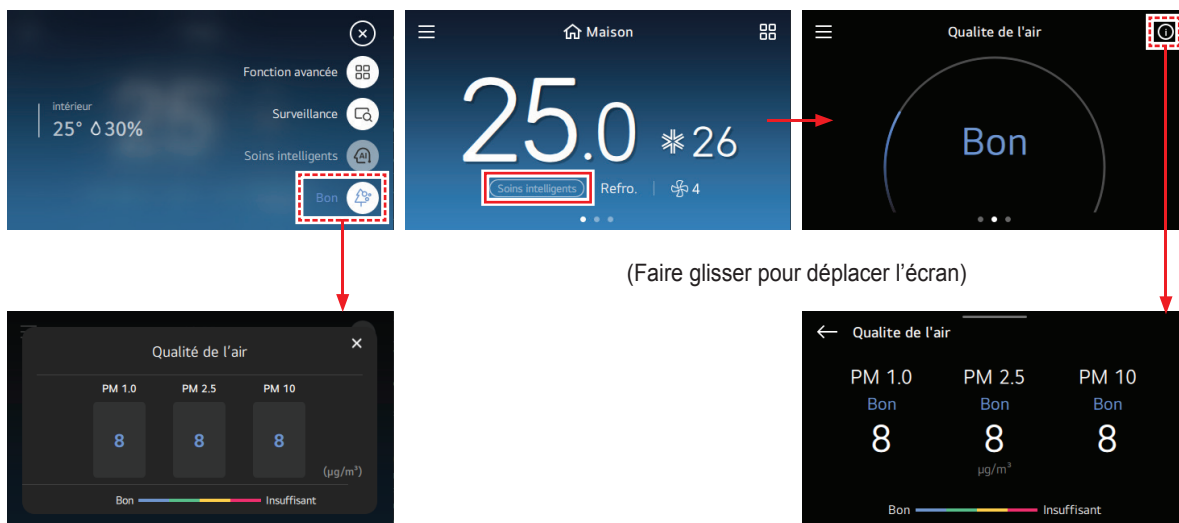 Fonction avancée
intérieur
25° 30%
Surveillance
Soins intelligents
AI
Bon
Maison
25.0 26
Soins intelligents Refro. 4
Qualite de l'air
i
Bon
(Faire glisser pour déplacer l'écran)
Qualité de l'air
PM 1.0 PM 2.5 PM 10
8 8 8
(µg/m³)
Bon Insuffisant
Qualite de l'air
PM 1.0 PM 2.5 PM 10
Bon Bon Bon
8 8 8
µg/m³
Bon Insuffisant